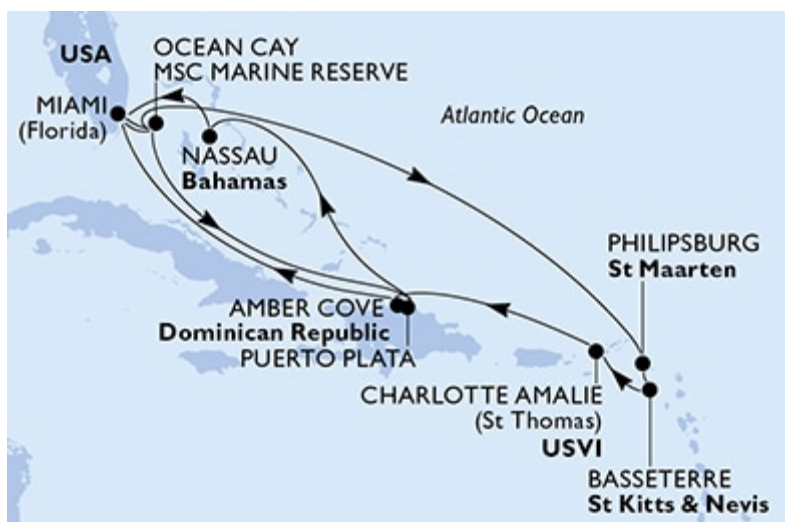 USA
OCEAN CAY
MSC MARINE RESERVE
MIAMI
(Florida)
Atlantic Ocean
NASSAU
Bahamas
PHILIPSBURG
St Maarten
AMBER COVE
Dominican Republic
PUERTO PLATA
CHARLOTTE AMALIE
(St Thomas)
USVI
BASSETERRE
St Kitts & Nevis